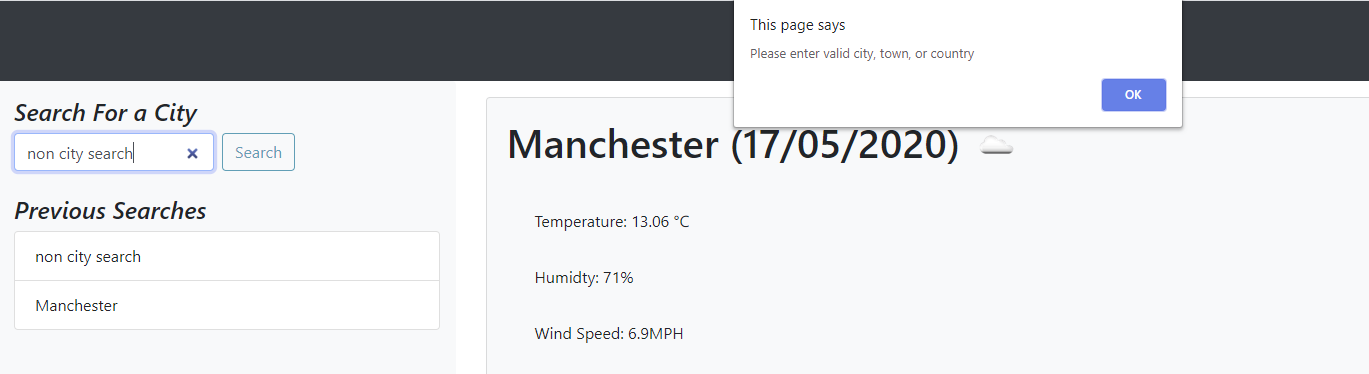 This page says
Please enter valid city, town, or country
OK
Search For a City
non city search
Search
Previous Searches
non city search
Manchester
Manchester (17/05/2020)
Temperature: 13.06 °C
Humidty: 71%
Wind Speed: 6.9MPH